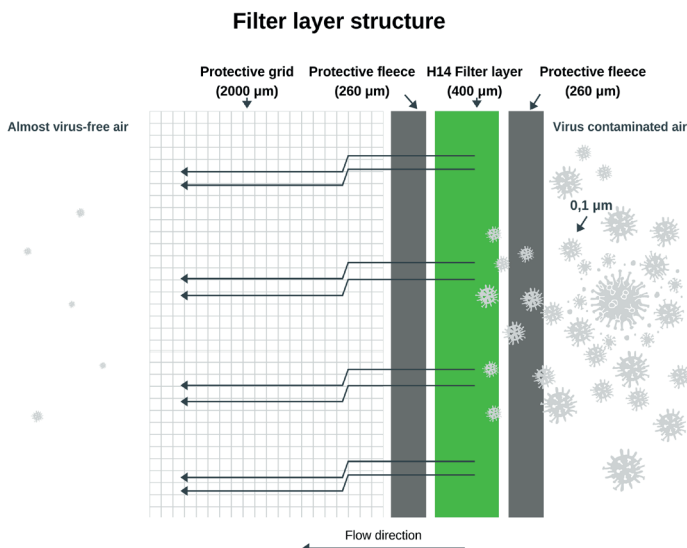 Filter layer structure
Protective grid
(2000 µm)
Protective fleece
(260 µm)
H14 Filter layer
(400 µm)
Protective fleece
(260 µm)
Almost virus-free air
Virus contaminated air
0,1 µm
Flow direction